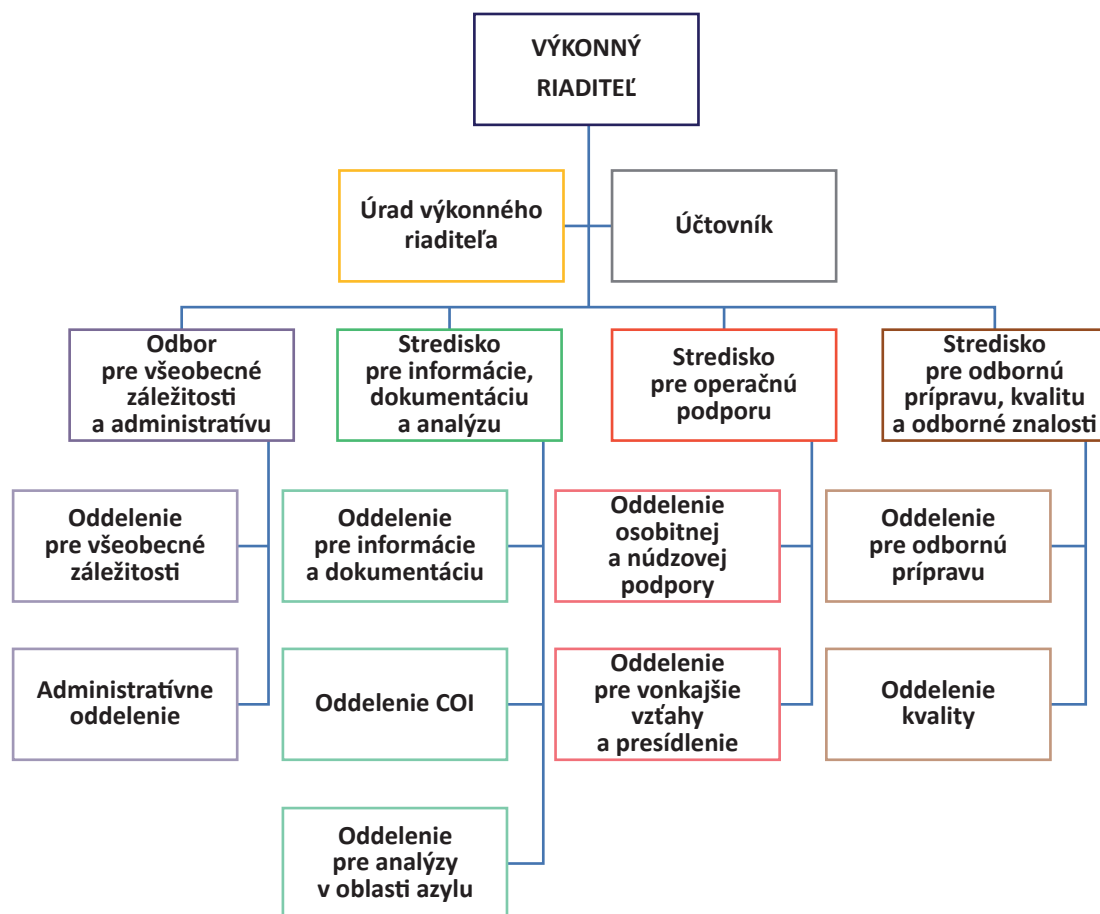 VÝKONNÝ
RIADITEĽ
Úrad výkonného
riaditeľa
Účtovník
Odbor
pre všeobecné
záležitosti
a administratívu
Stredisko
pre informácie,
dokumentáciu
a analýzu
Stredisko
pre operačnú
podporu
Stredisko
pre odbornú
prípravu, kvalitu
a odborné znalosti
Oddelenie
pre všeobecné
záležitosti
Oddelenie
pre informácie
a dokumentáciu
Oddelenie
osobitnej
a núdzovej
podpory
Oddelenie
pre odbornú
prípravu
Administratívne
oddelenie
Oddelenie COI
Oddelenie
pre vonkajšie
vzťahy
a presídlenie
Oddelenie
kvality
Oddelenie
pre analýzy
v oblasti azylu